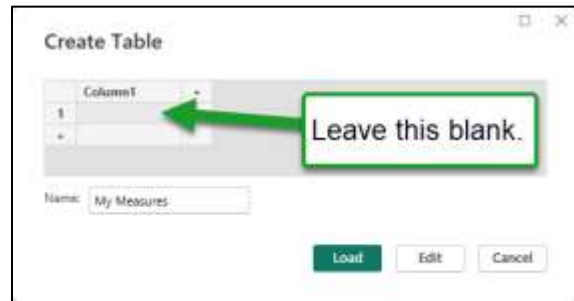 Create Table
Column1 +
1
+
Leave this blank.
Name: My Measures
Load Edit Cancel